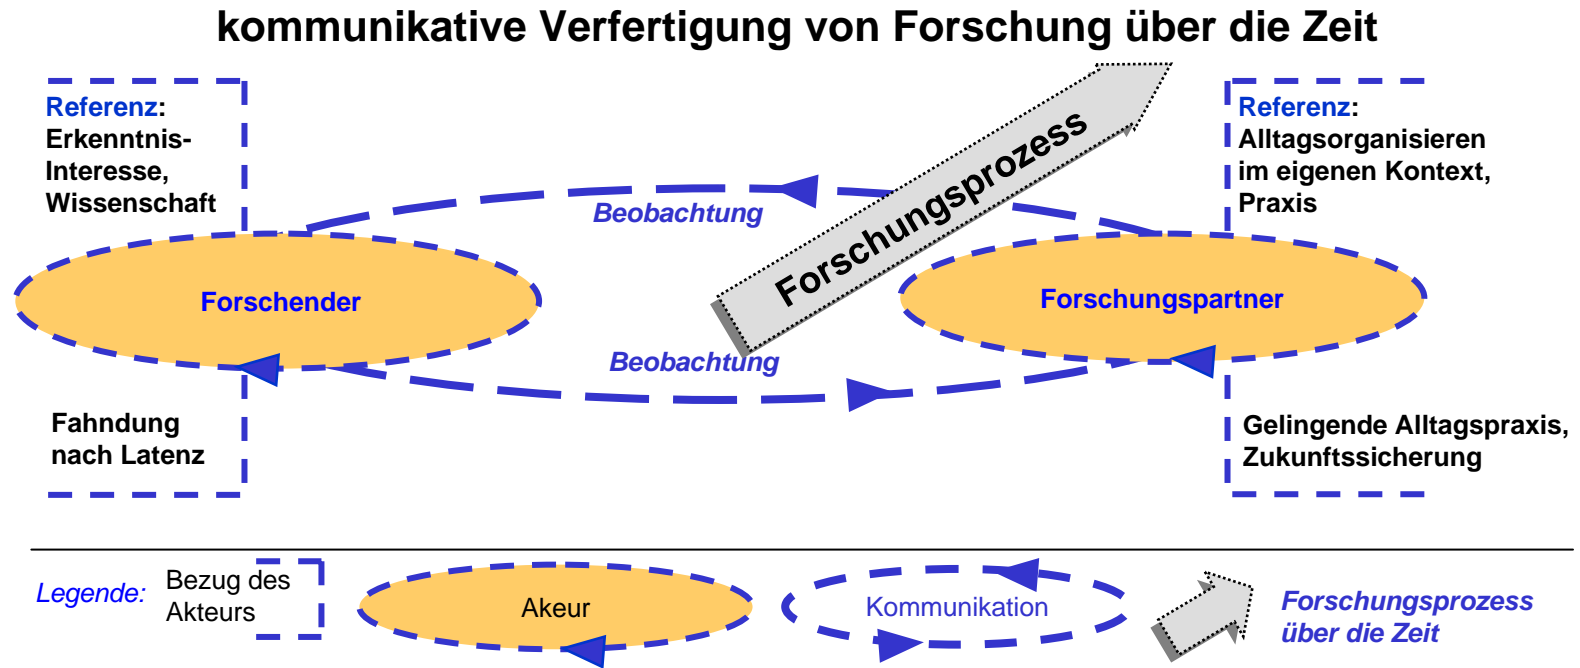 kommunikative Verfertigung von Forschung über die Zeit
Referenz:
Erkenntnis-
Interesse,
Wissenschaft
Referenz:
Alltagsorganisieren
im eigenen Kontext,
Praxis
Forschungsprozess
Beobachtung
Forschender
Forschungspartner
Beobachtung
Fahndung
nach Latenz
Gelingende Alltagspraxis,
Zukunftssicherung
Legende:
Bezug des
Akteurs
Akeur
Kommunikation
Forschungsprozess
über die Zeit